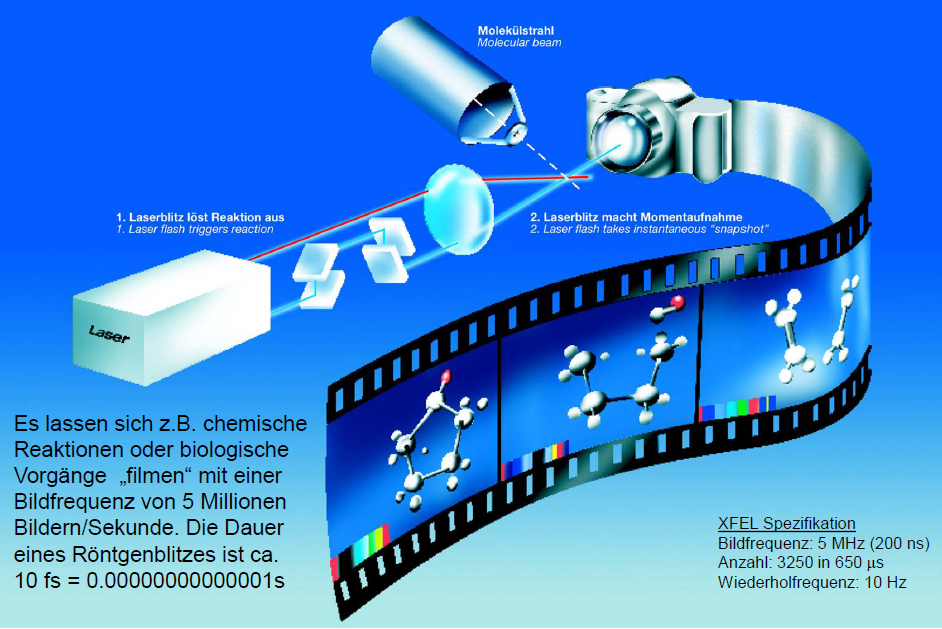 Molekülstrahl
Molecular beam
1. Laserblitz löst Reaktion aus
1. Laser flash triggers reaction
2. Laserblitz macht Momentaufnahme
2. Laser flash takes instantaneous “snapshot”
Laser
Es lassen sich z.B. chemische
Reaktionen oder biologische
Vorgänge „filmen“ mit einer
Bildfrequenz von 5 Millionen
Bildern/Sekunde. Die Dauer
eines Röntgenblitzes ist ca.
10 fs = 0.00000000000001s
XFEL Spezifikation
Bildfrequenz: 5 MHz (200 ns)
Anzahl: 3250 in 650 μs
Wiederholfrequenz: 10 Hz